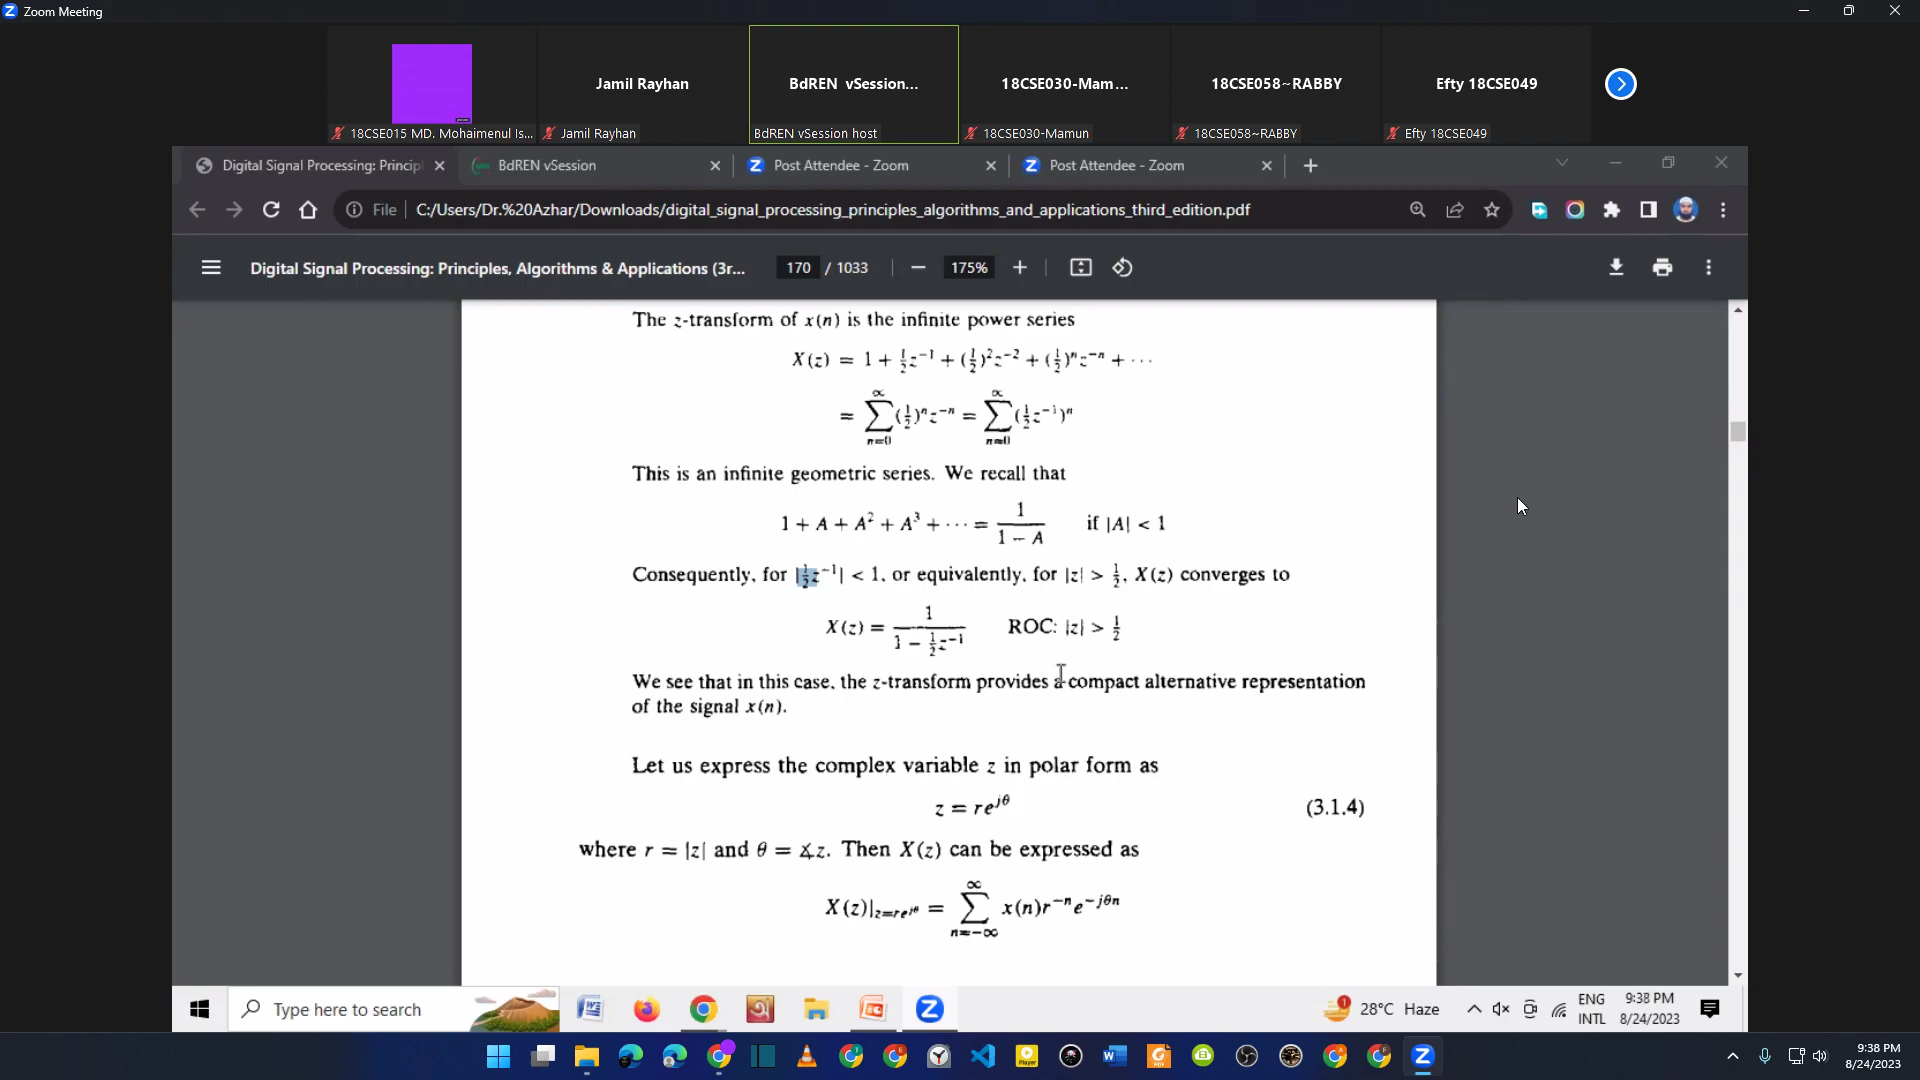 Zoom Meeting
Jamil Rayhan
BdREN vSession...
18CSE030-Mam...
18CSE058~RABBY
Efty 18CSE049
18CSE015 MD. Mohaimenul Is...
Jamil Rayhan
BdREN vSession host
18CSE030-Mamun
18CSE058~RABBY
Efty 18CSE049
Digital Signal Processing: Princip
BdREN vSession
Post Attendee - Zoom
Post Attendee - Zoom
File
C:/Users/Dr.%20Azhar/Downloads/digital_signal_processing_principles_algorithms_and_applications_third_edition.pdf
Digital Signal Processing: Principles, Algorithms & Applications (3r...
170 / 1033
175%
The z-transform of x(n) is the infinite power series
X(z) = 1 + ½z⁻¹ + (½)²z⁻² + (½)ⁿz⁻ⁿ + ···
= ∑_{n=0}^{∞} (½)ⁿz⁻ⁿ = ∑_{n=0}^{∞} (½z⁻¹)ⁿ
This is an infinite geometric series. We recall that
1 + A + A² + A³ + ··· = 1/(1 − A) if |A| < 1
Consequently, for |½z⁻¹| < 1, or equivalently, for |z| > ½, X(z) converges to
X(z) = 1/(1 − ½z⁻¹) ROC: |z| > ½
We see that in this case, the z-transform provides a compact alternative representation
of the signal x(n).
Let us express the complex variable z in polar form as
z = re^{jθ} (3.1.4)
where r = |z| and θ = ∡z. Then X(z) can be expressed as
X(z)|_{z=re^{jθ}} = ∑_{n=−∞}^{∞} x(n)r⁻ⁿe^{−jθn}
Type here to search
28°C Haze
ENG
INTL
9:38 PM
8/24/2023
9:38 PM
8/24/2023